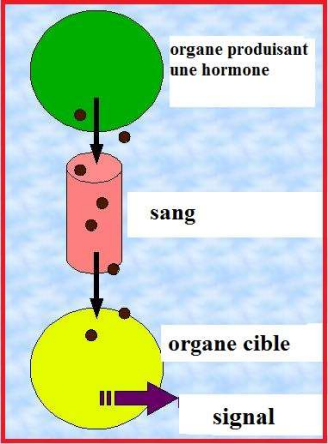 organe produisant
une hormone
sang
organe cible
signal